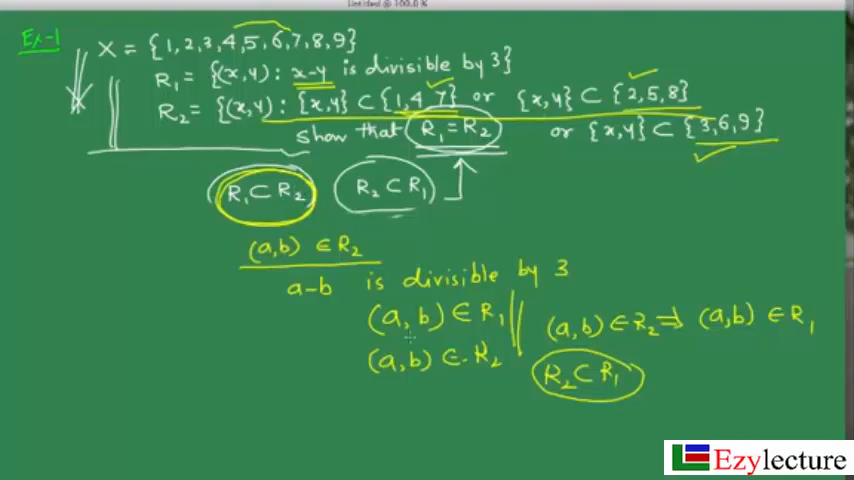 Untitled @ 100.0 %
Ex-1
X = {1,2,3,4,5,6,7,8,9}
R₁ = {(x,y) : x-y is divisible by 3}
R₂ = {(x,y) : {x,y} ⊂ {1,4,7} or {x,y} ⊂ {2,5,8}
show that R₁ = R₂ or {x,y} ⊂ {3,6,9}
R₁ ⊂ R₂ R₂ ⊂ R₁
(a,b) ∈ R₂
a-b is divisible by 3
(a,b) ∈ R₁ (a,b) ∈ R₂ ⇒ (a,b) ∈ R₁
(a,b) ∈ R₂
R₂ ⊂ R₁
Ezylecture